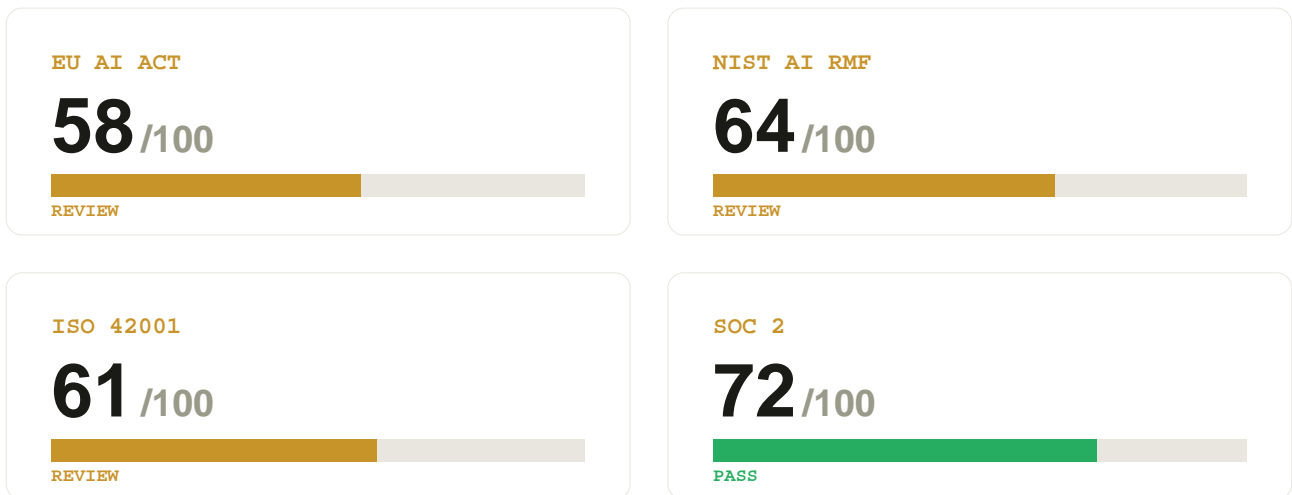 EU AI ACT
58 /100
REVIEW
NIST AI RMF
64 /100
REVIEW
ISO 42001
61 /100
REVIEW
SOC 2
72 /100
PASS